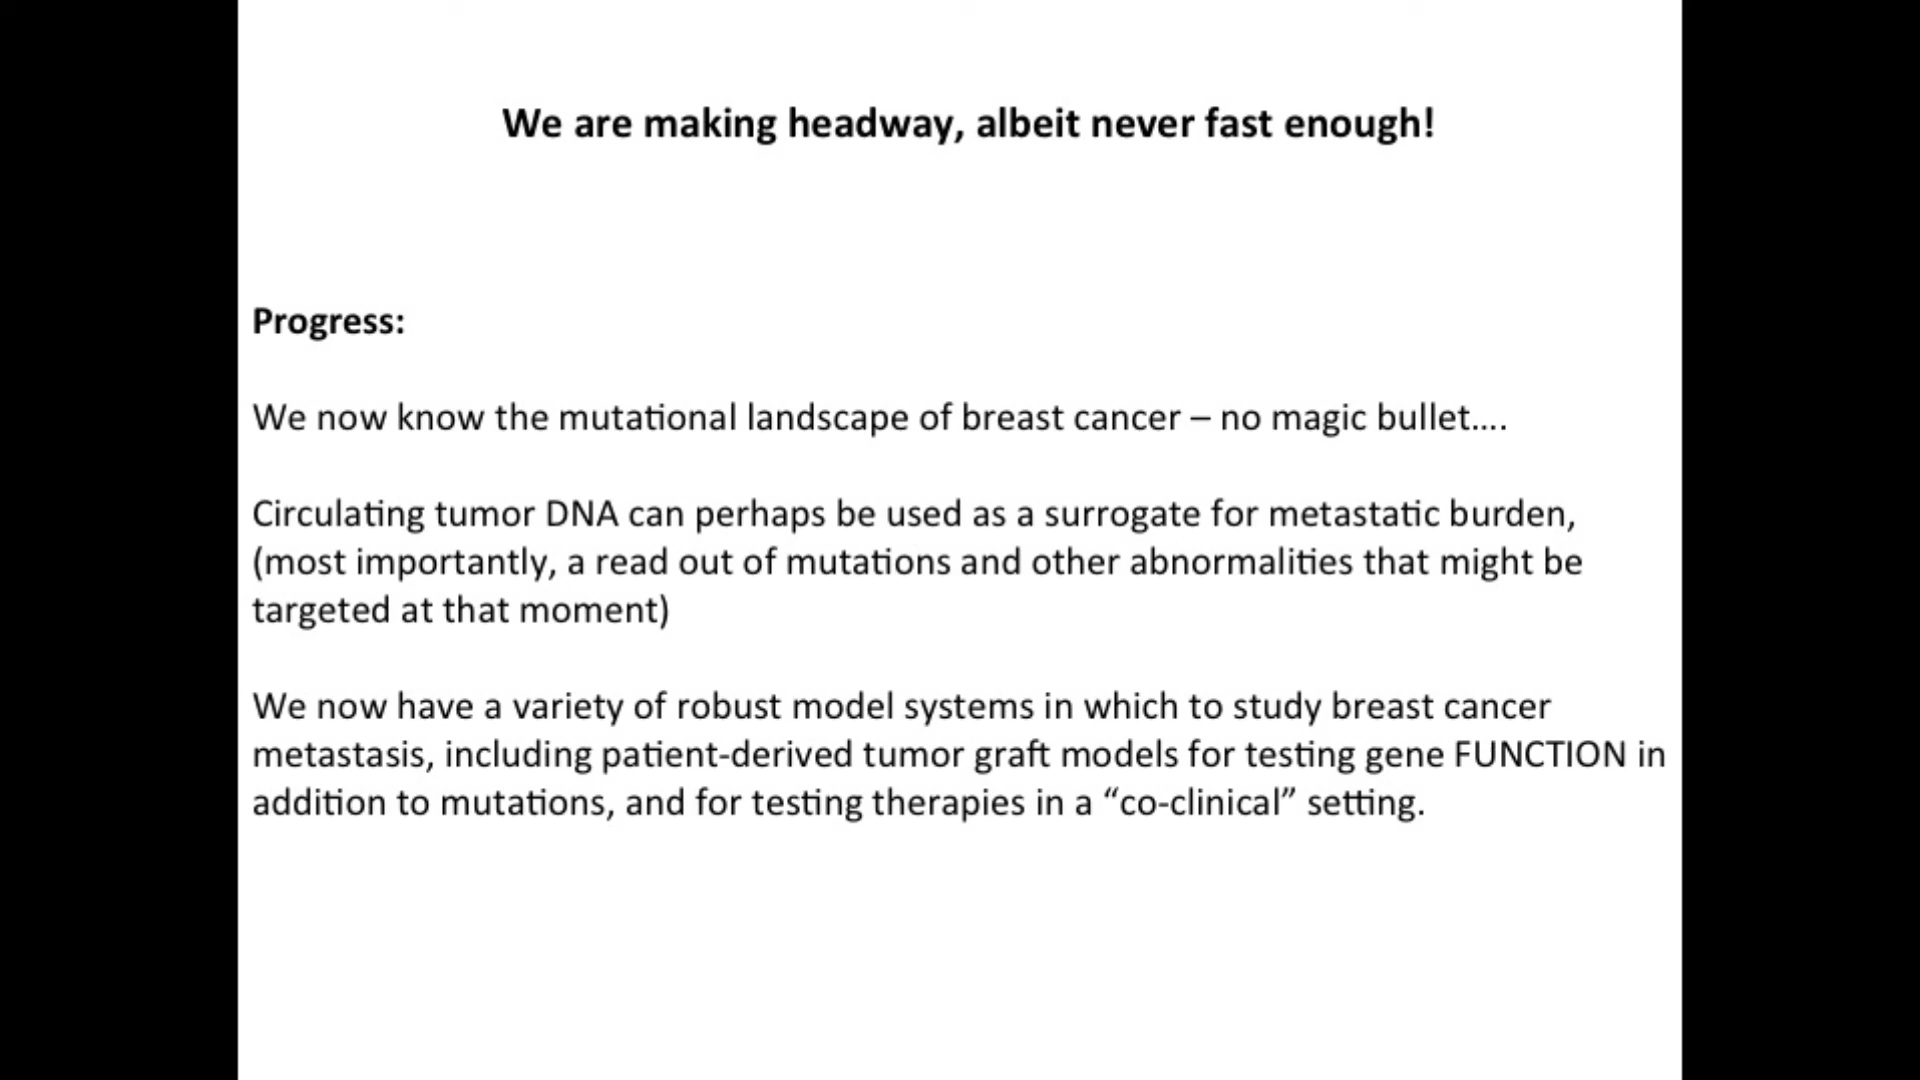 We are making headway, albeit never fast enough!
Progress:
We now know the mutational landscape of breast cancer – no magic bullet….
Circulating tumor DNA can perhaps be used as a surrogate for metastatic burden,
(most importantly, a read out of mutations and other abnormalities that might be
targeted at that moment)
We now have a variety of robust model systems in which to study breast cancer
metastasis, including patient-derived tumor graft models for testing gene FUNCTION in
addition to mutations, and for testing therapies in a “co-clinical” setting.